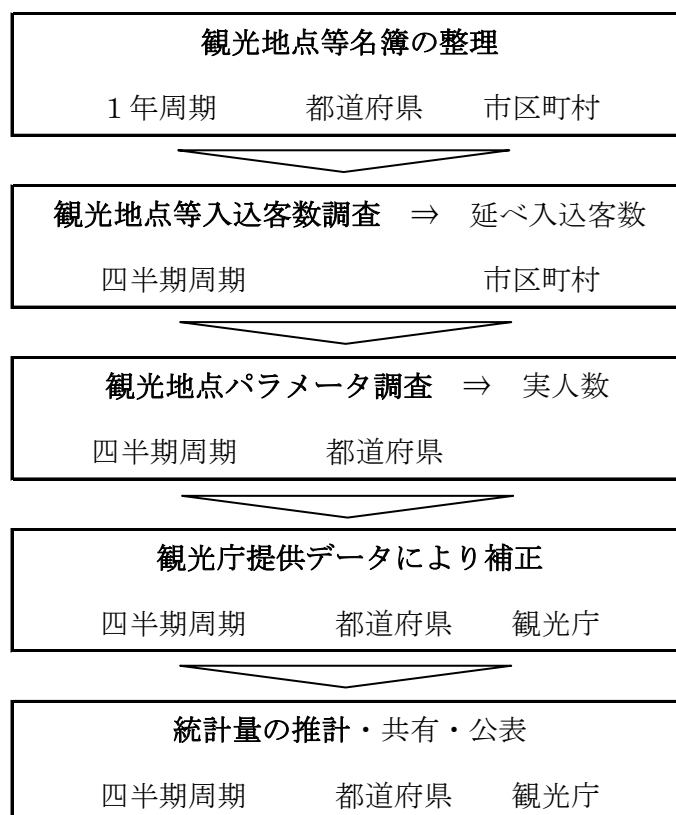 観光地点等名簿の整理
１年周期 都道府県 市区町村
観光地点等入込客数調査 ⇒ 延べ入込客数
四半期周期 市区町村
観光地点パラメータ調査 ⇒ 実人数
四半期周期 都道府県
観光庁提供データにより補正
四半期周期 都道府県 観光庁
統計量の推計・共有・公表
四半期周期 都道府県 観光庁